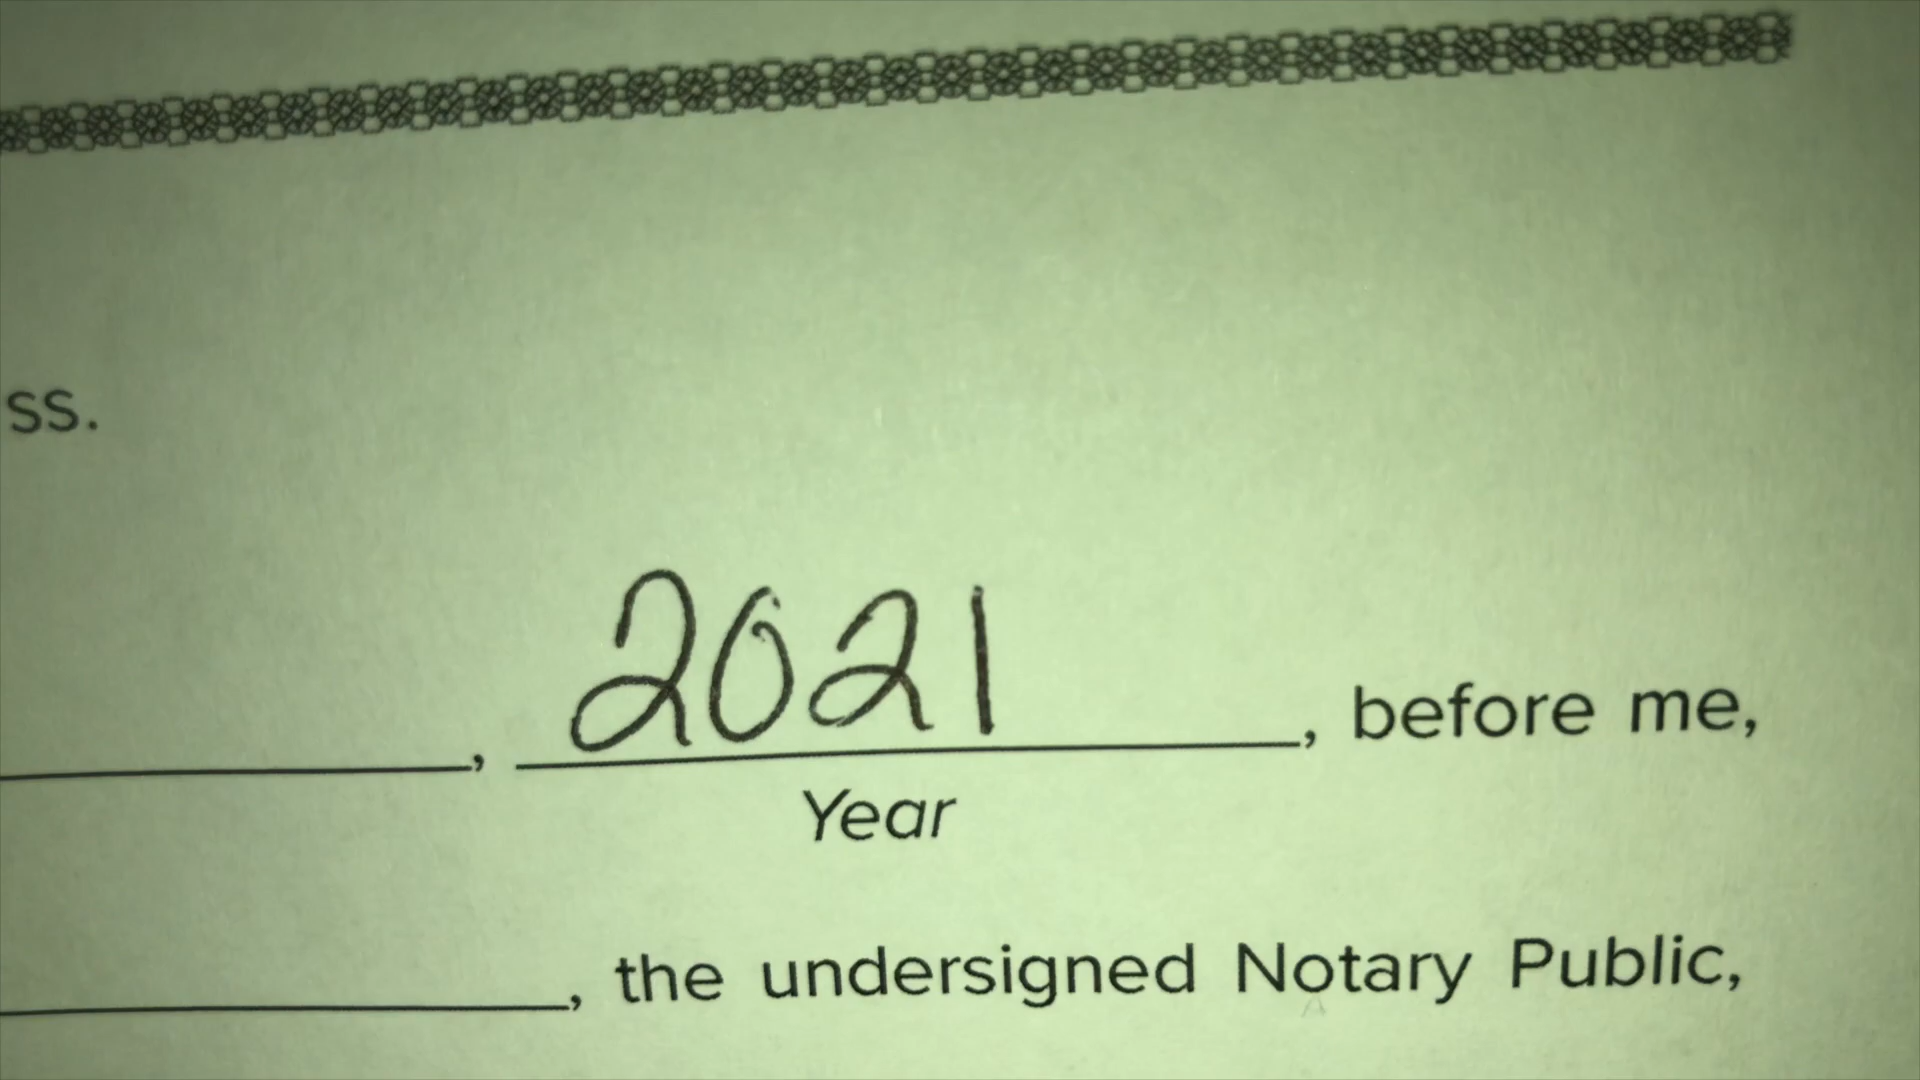 ss.
, 2021, before me,
Year
, the undersigned Notary Public,